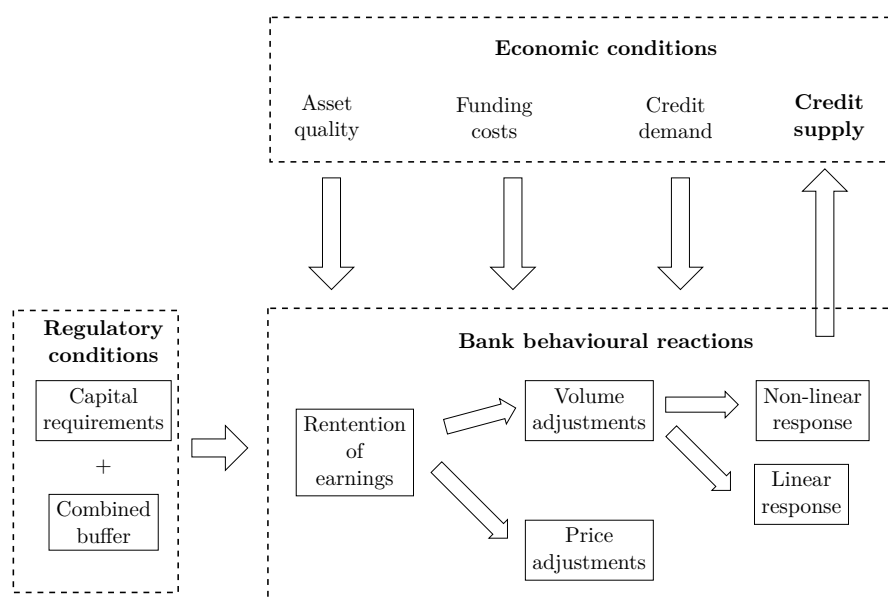 Economic conditions
Asset
quality
Funding
costs
Credit
demand
Credit
supply
Regulatory
conditions
Capital
requirements
+
Combined
buffer
Bank behavioural reactions
Rentention
of
earnings
Volume
adjustments
Price
adjustments
Non-linear
response
Linear
response